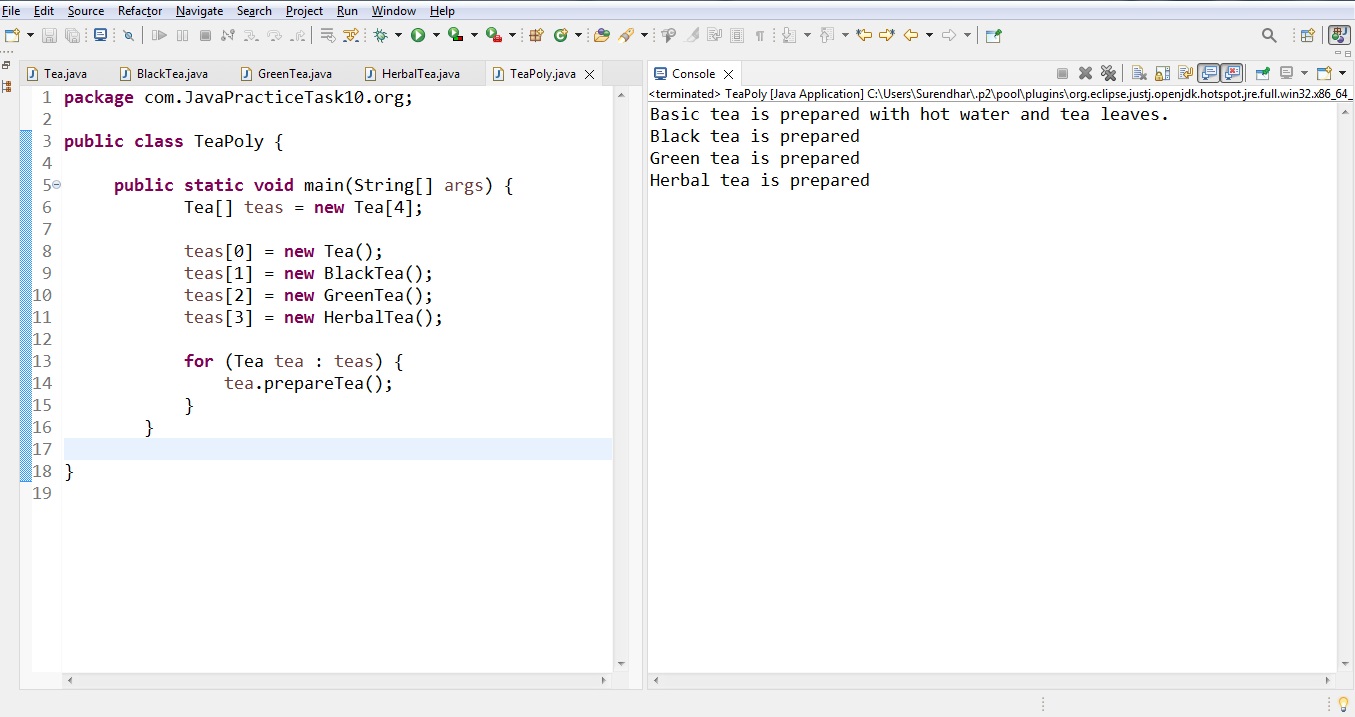 File Edit Source Refactor Navigate Search Project Run Window Help
Tea.java BlackTea.java GreenTea.java HerbalTea.java TeaPoly.java
1 package com.JavaPracticeTask10.org;
2
3 public class TeaPoly {
4
5 public static void main(String[] args) {
6 Tea[] teas = new Tea[4];
7
8 teas[0] = new Tea();
9 teas[1] = new BlackTea();
10 teas[2] = new GreenTea();
11 teas[3] = new HerbalTea();
12
13 for (Tea tea : teas) {
14 tea.prepareTea();
15 }
16 }
17
18 }
19
Console
<terminated> TeaPoly [Java Application] C:\Users\Surendhar\.p2\pool\plugins\org.eclipse.justj.openjdk.hotspot.jre.full.win32.x86_64_
Basic tea is prepared with hot water and tea leaves.
Black tea is prepared
Green tea is prepared
Herbal tea is prepared